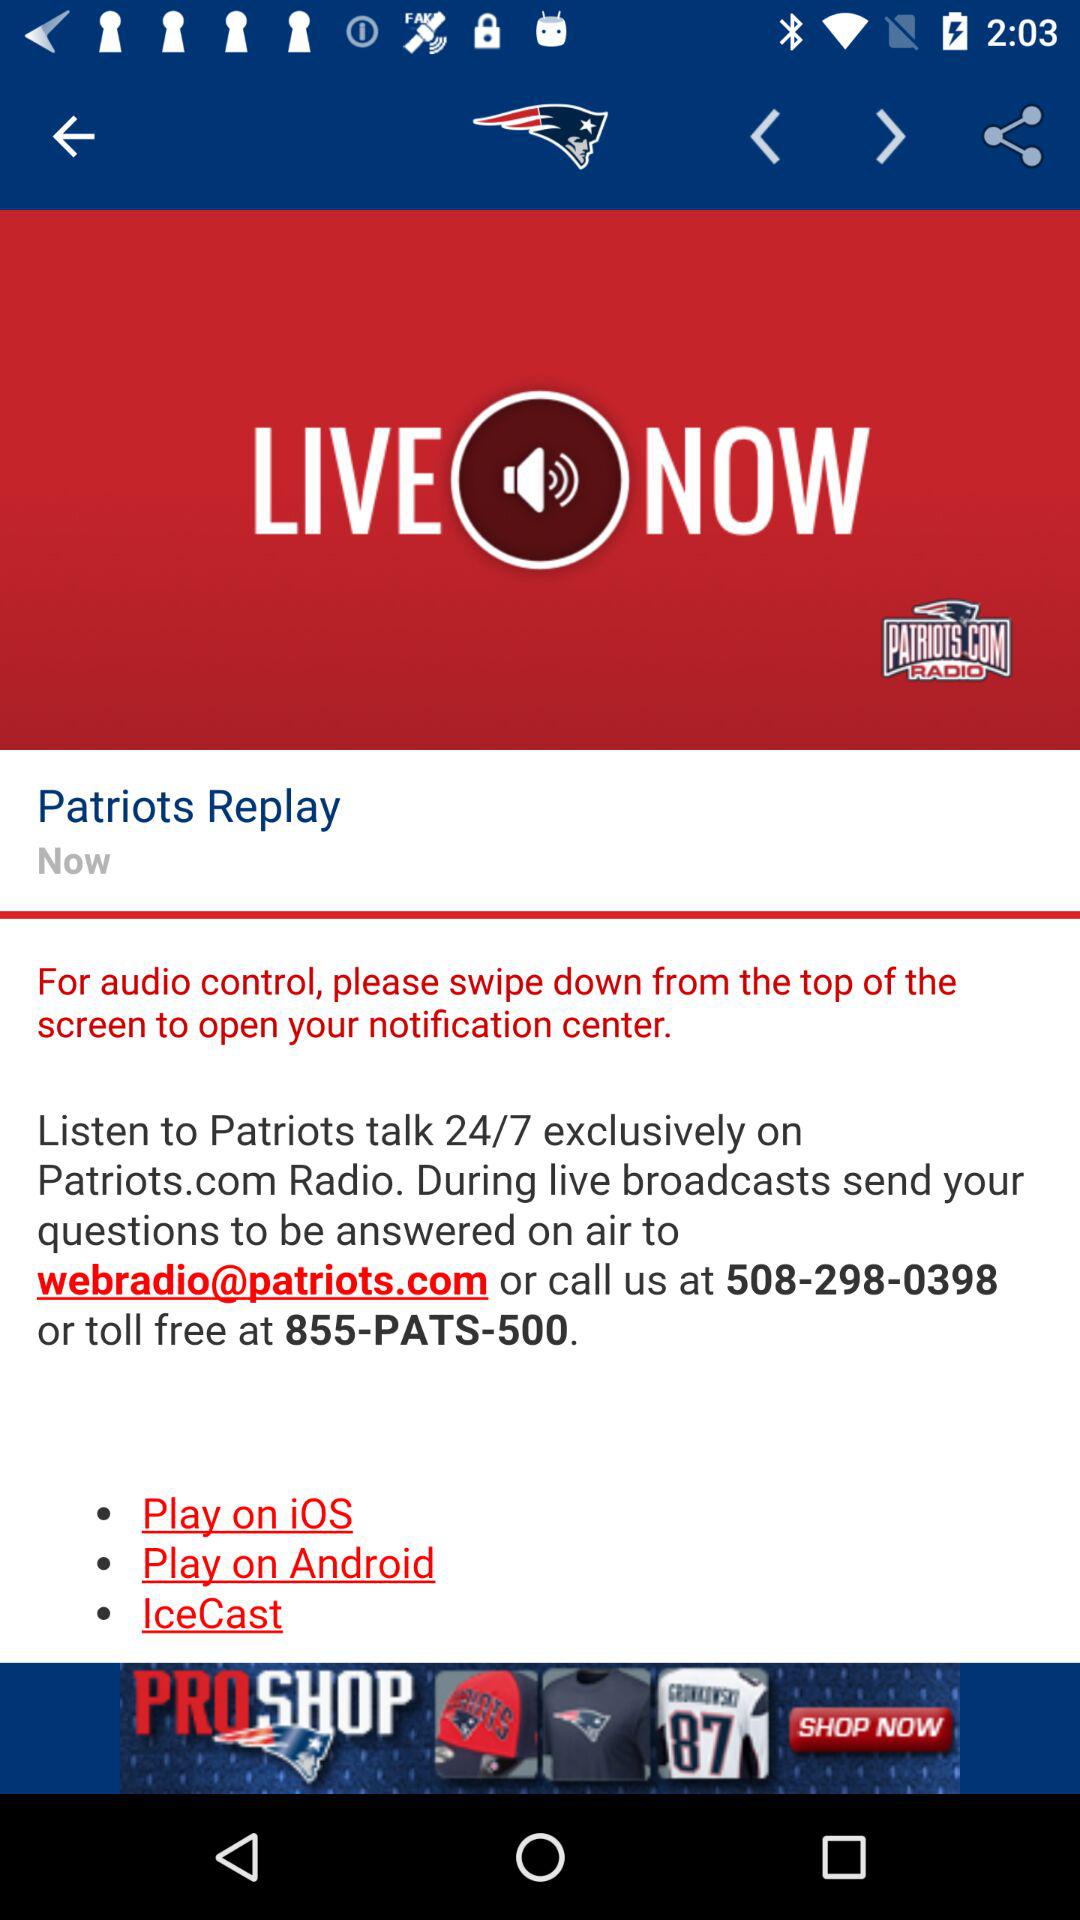 FAKE
2:03
LIVE NOW
PATRIOTS.COM
RADIO
Patriots Replay
Now
For audio control, please swipe down from the top of the
screen to open your notification center.
Listen to Patriots talk 24/7 exclusively on
Patriots.com Radio. During live broadcasts send your
questions to be answered on air to
webradio@patriots.com or call us at 508-298-0398
or toll free at 855-PATS-500.
• Play on iOS
• Play on Android
• IceCast
PRO SHOP
GRONKOWSKI
87
SHOP NOW